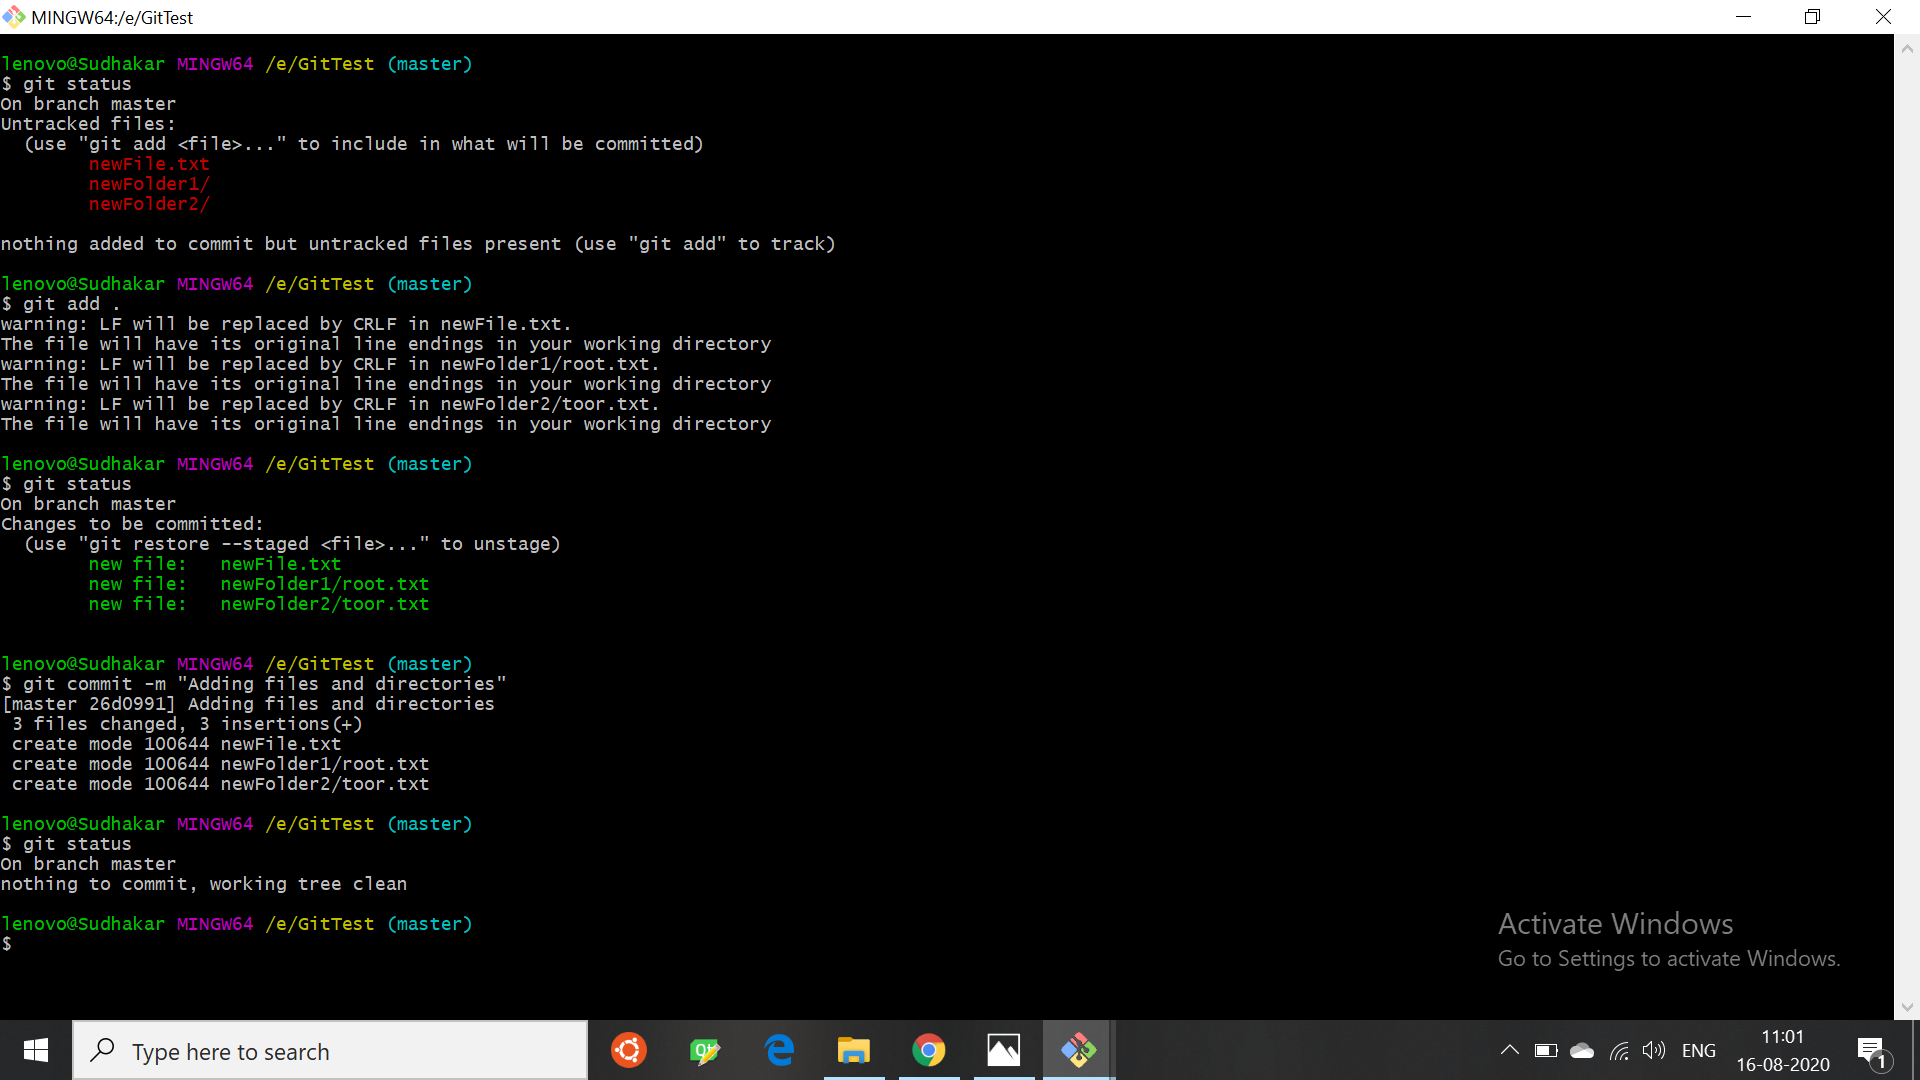 MINGW64:/e/GitTest
lenovo@Sudhakar MINGW64 /e/GitTest (master)
$ git status
On branch master
Untracked files:
  (use "git add <file>..." to include in what will be committed)
        newFile.txt
        newFolder1/
        newFolder2/
nothing added to commit but untracked files present (use "git add" to track)
lenovo@Sudhakar MINGW64 /e/GitTest (master)
$ git add .
warning: LF will be replaced by CRLF in newFile.txt.
The file will have its original line endings in your working directory
warning: LF will be replaced by CRLF in newFolder1/root.txt.
The file will have its original line endings in your working directory
warning: LF will be replaced by CRLF in newFolder2/toor.txt.
The file will have its original line endings in your working directory
lenovo@Sudhakar MINGW64 /e/GitTest (master)
$ git status
On branch master
Changes to be committed:
  (use "git restore --staged <file>..." to unstage)
        new file:   newFile.txt
        new file:   newFolder1/root.txt
        new file:   newFolder2/toor.txt
lenovo@Sudhakar MINGW64 /e/GitTest (master)
$ git commit -m "Adding files and directories"
[master 26d0991] Adding files and directories
 3 files changed, 3 insertions(+)
 create mode 100644 newFile.txt
 create mode 100644 newFolder1/root.txt
 create mode 100644 newFolder2/toor.txt
lenovo@Sudhakar MINGW64 /e/GitTest (master)
$ git status
On branch master
nothing to commit, working tree clean
lenovo@Sudhakar MINGW64 /e/GitTest (master)
$
Activate Windows
Go to Settings to activate Windows.
Type here to search
Qt
ENG
11:01
16-08-2020
1